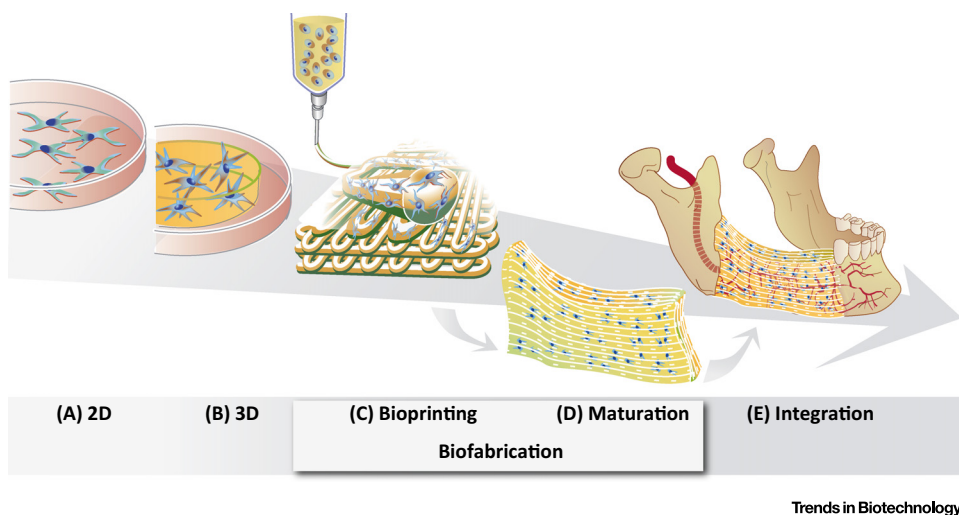 (A) 2D
(B) 3D
(C) Bioprinting
(D) Maturation
(E) Integration
Biofabrication
Trends in Biotechnology